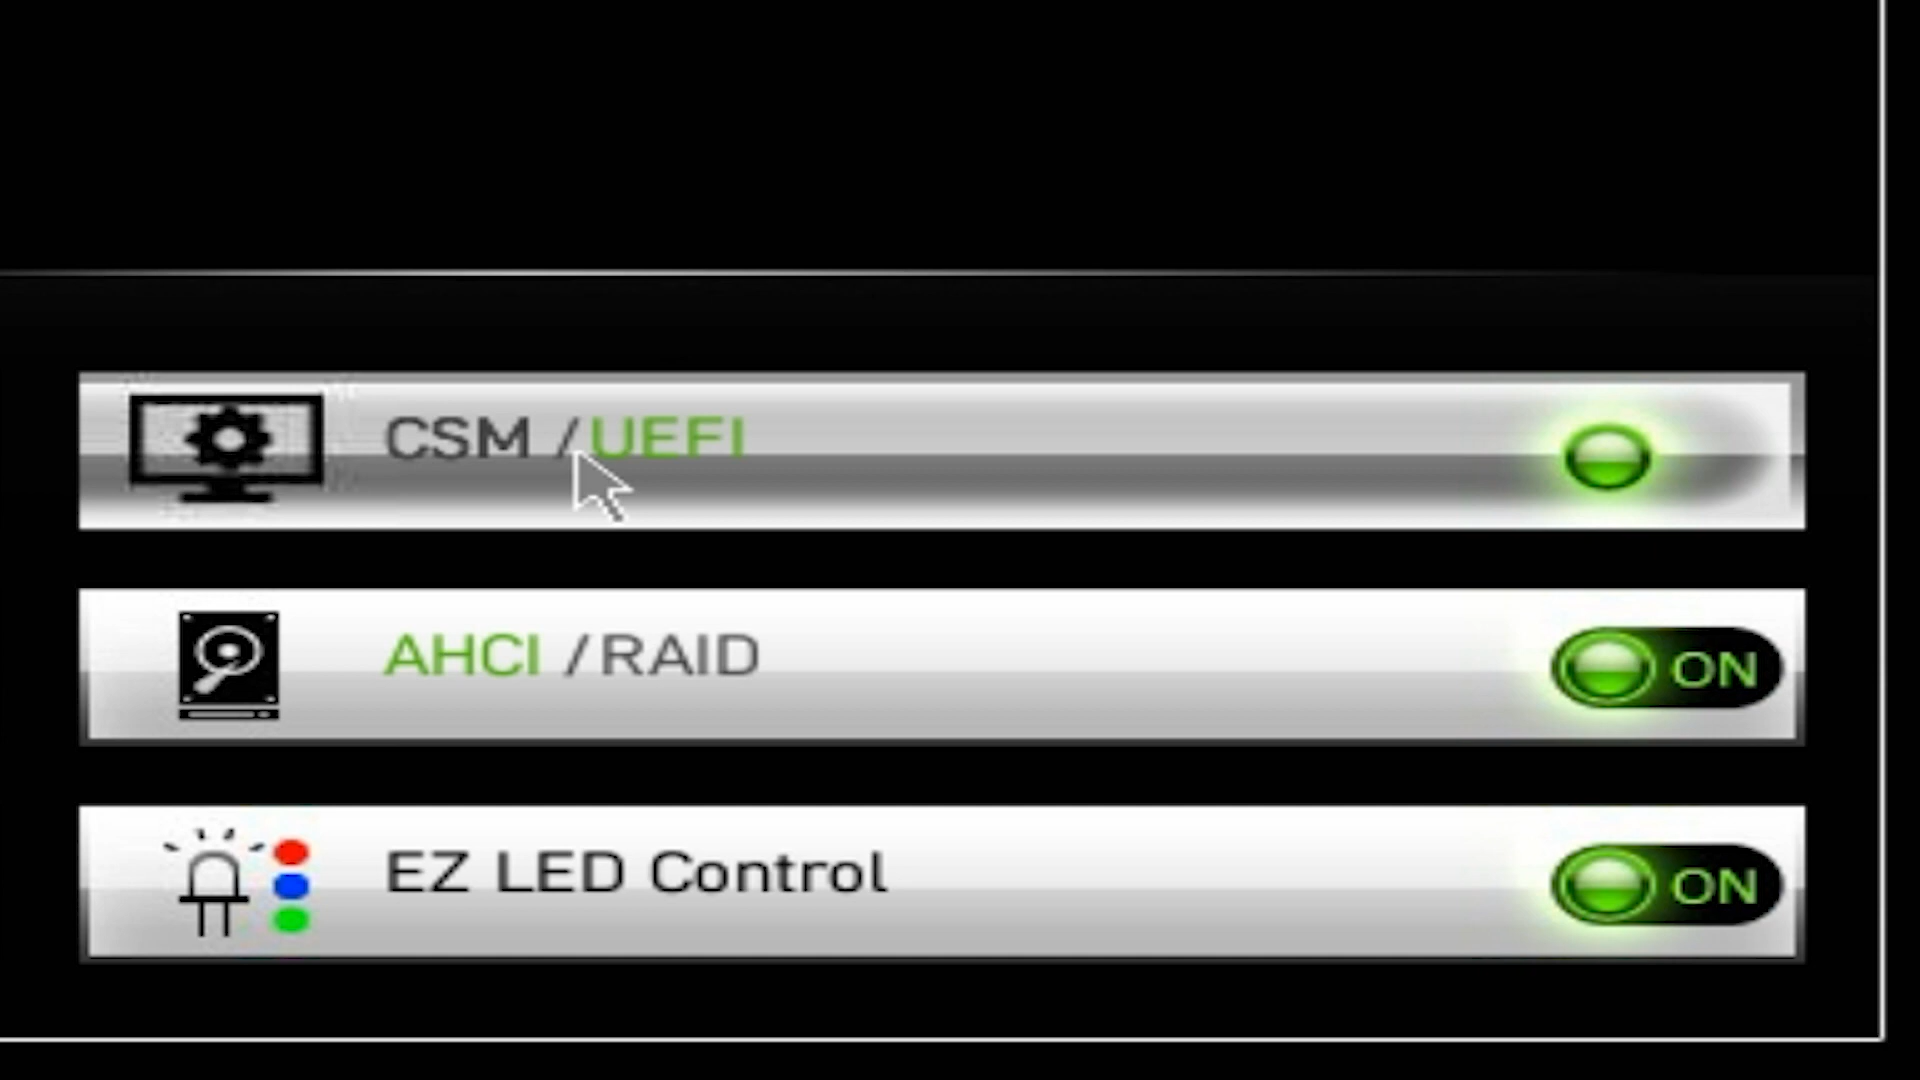 CSM / UEFI
AHCI / RAID ON
EZ LED Control ON